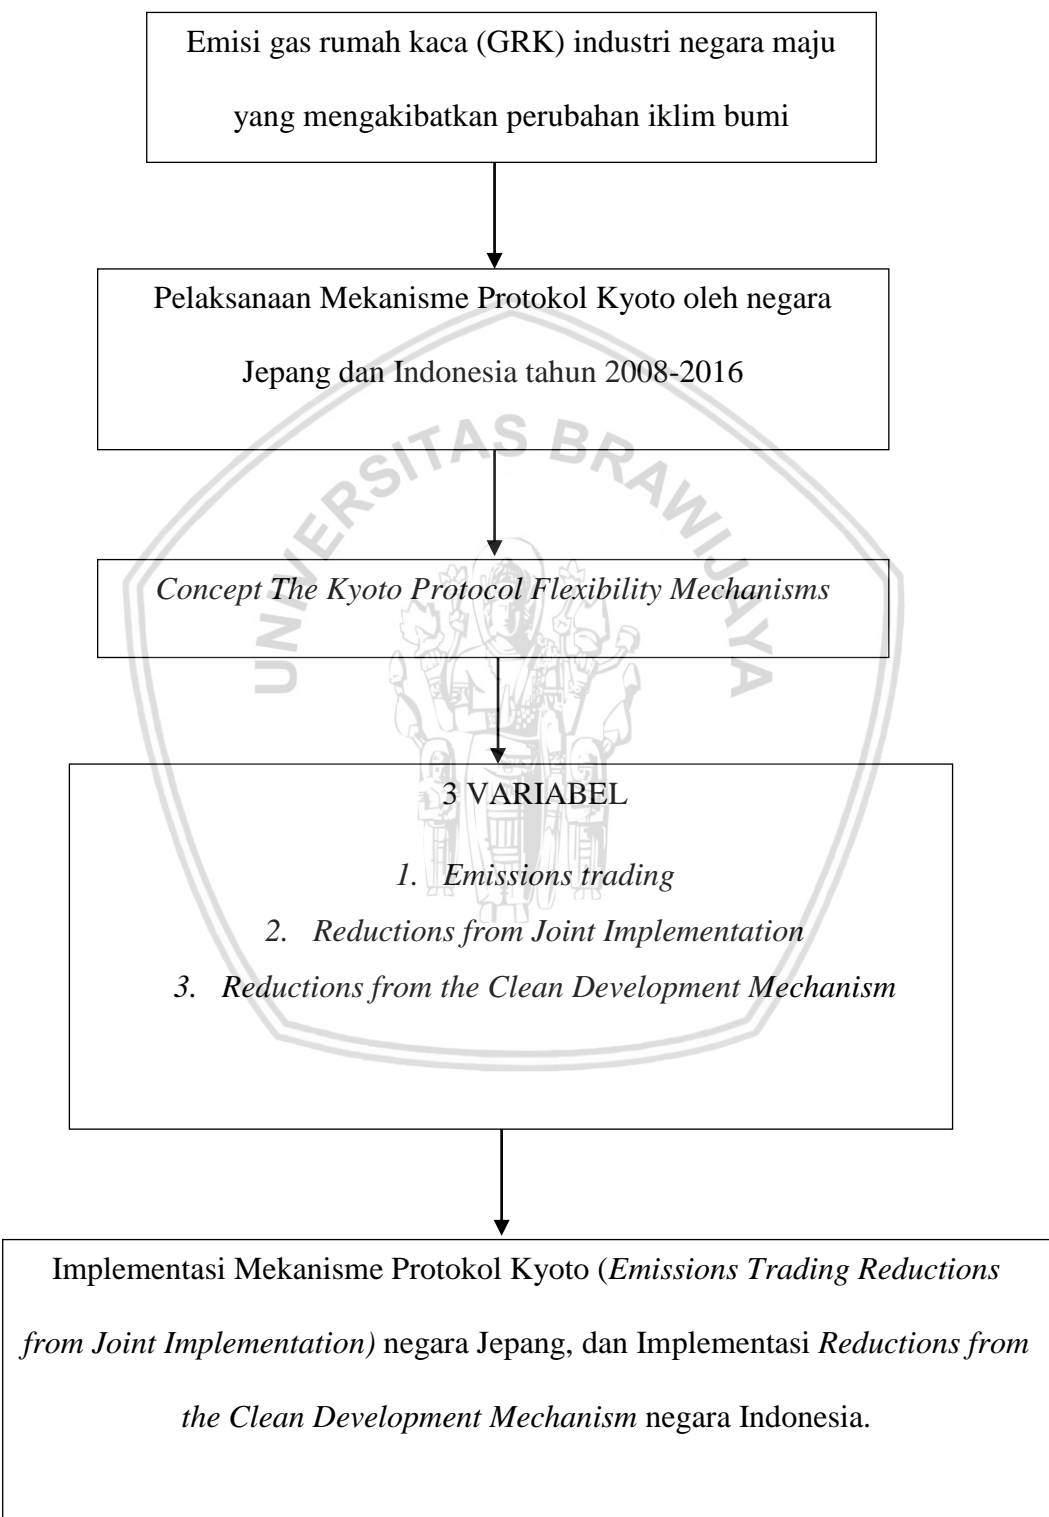 Emisi gas rumah kaca (GRK) industri negara maju
yang mengakibatkan perubahan iklim bumi
Pelaksanaan Mekanisme Protokol Kyoto oleh negara
Jepang dan Indonesia tahun 2008-2016
UNIVERSITAS BRAWIJAYA
Concept The Kyoto Protocol Flexibility Mechanisms
3 VARIABEL
1. Emissions trading
2. Reductions from Joint Implementation
3. Reductions from the Clean Development Mechanism
Implementasi Mekanisme Protokol Kyoto (Emissions Trading Reductions
from Joint Implementation) negara Jepang, dan Implementasi Reductions from
the Clean Development Mechanism negara Indonesia.